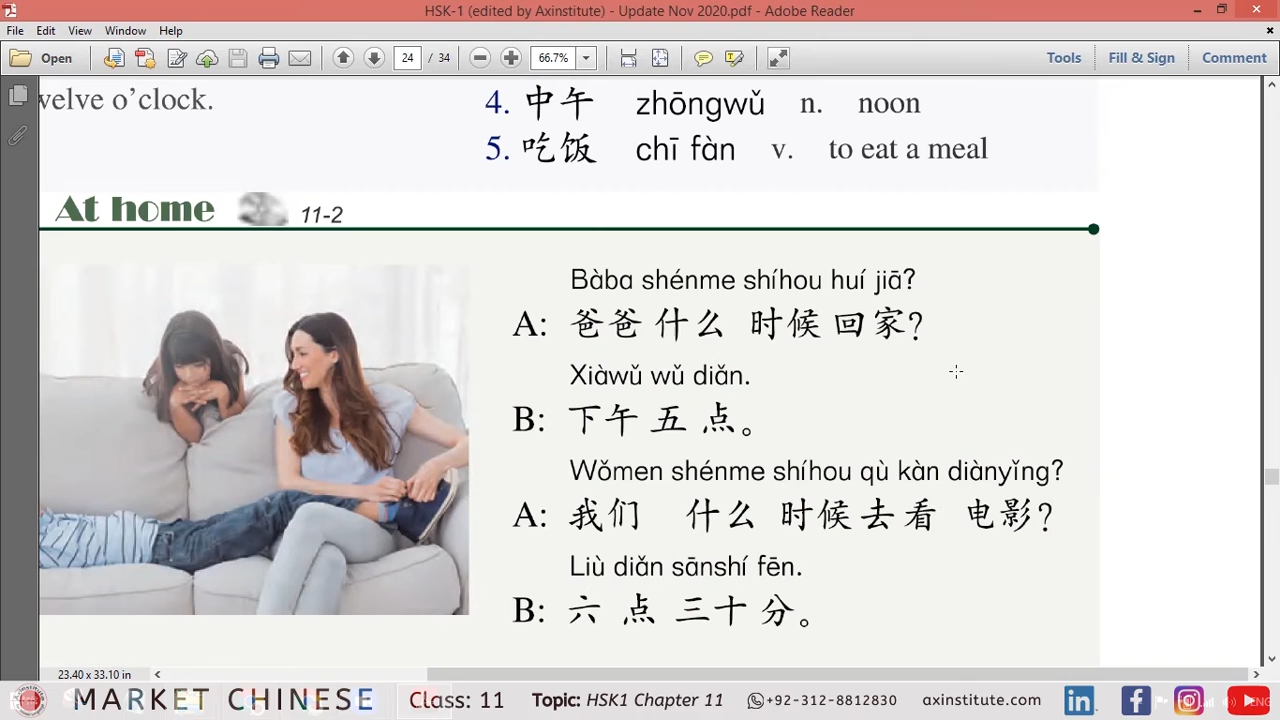 HSK-1 (edited by Axinstitute) - Update Nov 2020.pdf - Adobe Reader
File Edit View Window Help
Open 24 / 34 66.7% Tools Fill & Sign Comment
velve o'clock.
4. 中午 zhōngwǔ n. noon
5. 吃饭 chī fàn v. to eat a meal
At home 11-2
Bàba shénme shíhou huí jiā?
A: 爸爸 什么 时候 回家?
Xiàwǔ wǔ diǎn.
B: 下午 五 点。
Wǒmen shénme shíhou qù kàn diànyǐng?
A: 我们 什么 时候 去 看 电影?
Liù diǎn sānshí fēn.
B: 六 点 三十 分。
23.40 x 33.10 in
MARKET CHINESE Class: 11 Topic: HSK1 Chapter 11 +92-312-8812830 axinstitute.com in f ENG